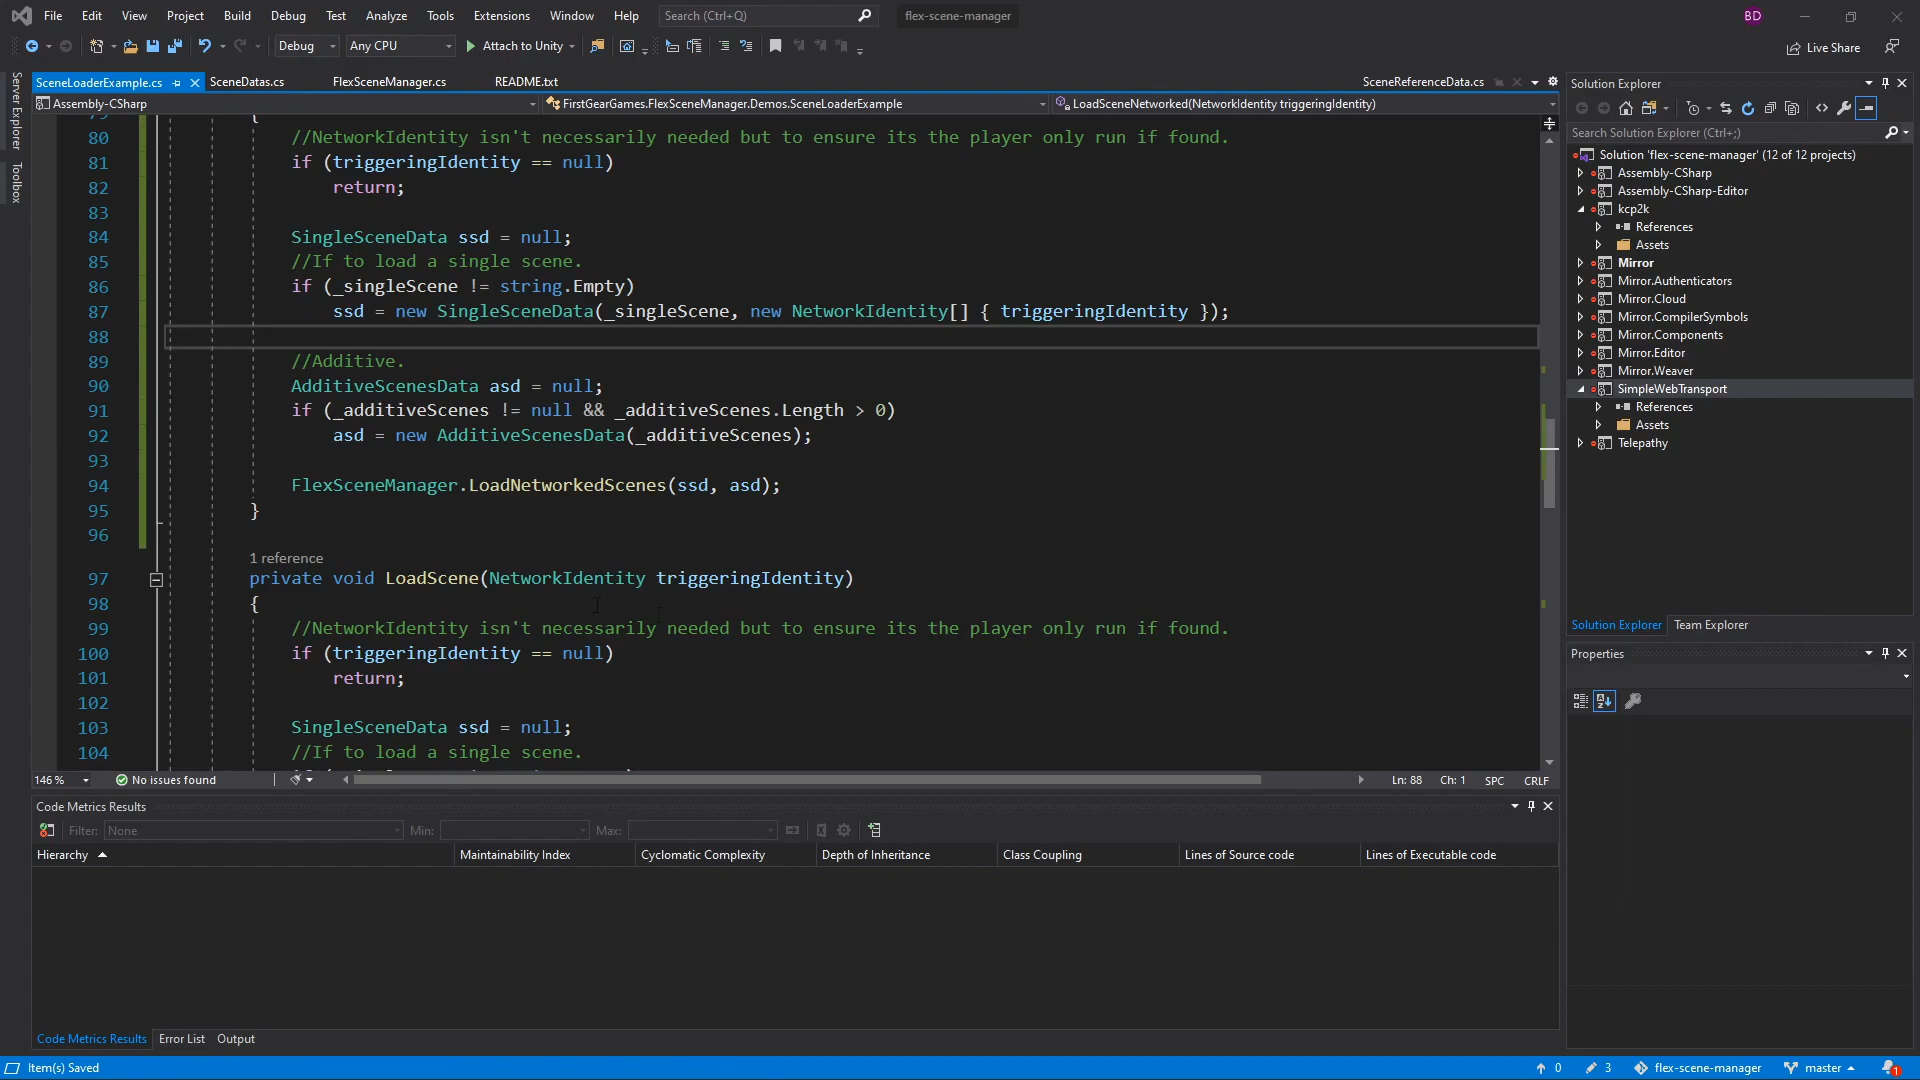 File Edit View Project Build Debug Test Analyze Tools Extensions Window Help Search (Ctrl+Q) flex-scene-manager BD
Debug Any CPU Attach to Unity Live Share
SceneLoaderExample.cs SceneDatas.cs FlexSceneManager.cs README.txt SceneReferenceData.cs
Assembly-CSharp FirstGearGames.FlexSceneManager.Demos.SceneLoaderExample LoadSceneNetworked(NetworkIdentity triggeringIdentity)
{
80 //NetworkIdentity isn't necessarily needed but to ensure its the player only run if found.
81 if (triggeringIdentity == null)
82 return;
83
84 SingleSceneData ssd = null;
85 //If to load a single scene.
86 if (_singleScene != string.Empty)
87 ssd = new SingleSceneData(_singleScene, new NetworkIdentity[] { triggeringIdentity });
88
89 //Additive.
90 AdditiveScenesData asd = null;
91 if (_additiveScenes != null && _additiveScenes.Length > 0)
92 asd = new AdditiveScenesData(_additiveScenes);
93
94 FlexSceneManager.LoadNetworkedScenes(ssd, asd);
95 }
96
1 reference
97 private void LoadScene(NetworkIdentity triggeringIdentity)
98 {
99 //NetworkIdentity isn't necessarily needed but to ensure its the player only run if found.
100 if (triggeringIdentity == null)
101 return;
102
103 SingleSceneData ssd = null;
104 //If to load a single scene.
146 % No issues found Ln: 88 Ch: 1 SPC CRLF
Code Metrics Results
Filter: None Min: Max:
Hierarchy Maintainability Index Cyclomatic Complexity Depth of Inheritance Class Coupling Lines of Source code Lines of Executable code
Code Metrics Results Error List Output
Item(s) Saved 0 3 flex-scene-manager master 1
Server Explorer
Toolbox
Solution Explorer
Search Solution Explorer (Ctrl+;)
Solution 'flex-scene-manager' (12 of 12 projects)
Assembly-CSharp
Assembly-CSharp-Editor
kcp2k
References
Assets
Mirror
Mirror.Authenticators
Mirror.Cloud
Mirror.CompilerSymbols
Mirror.Components
Mirror.Editor
Mirror.Weaver
SimpleWebTransport
References
Assets
Telepathy
Solution Explorer Team Explorer
Properties